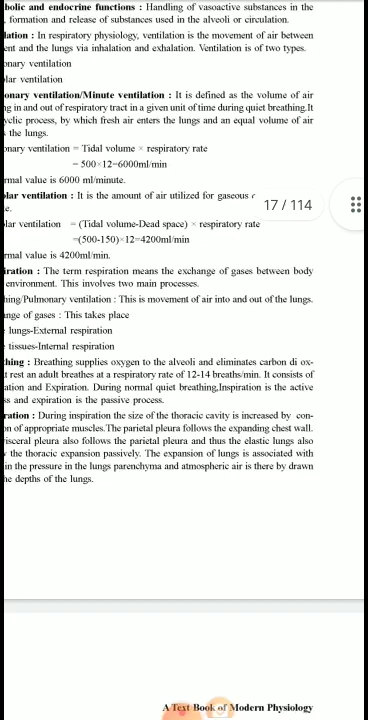 bolic and endocrine functions : Handling of vasoactive substances in the
, formation and release of substances used in the alveoli or circulation.
lation : In respiratory physiology, ventilation is the movement of air between
ent and the lungs via inhalation and exhalation. Ventilation is of two types.
onary ventilation
lar ventilation
onary ventilation/Minute ventilation : It is defined as the volume of air
ng in and out of respiratory tract in a given unit of time during quiet breathing.It
yclic process, by which fresh air enters the lungs and an equal volume of air
the lungs.
onary ventilation = Tidal volume × respiratory rate
= 500×12=6000ml/min
rmal value is 6000 ml/minute.
lar ventilation : It is the amount of air utilized for gaseous
e.
17 / 114
lar ventilation = (Tidal volume-Dead space) × respiratory rate
=(500-150)×12=4200ml/min
rmal value is 4200ml/min.
iration : The term respiration means the exchange of gases between body
environment. This involves two main processes.
hing/Pulmonary ventilation : This is movement of air into and out of the lungs.
ange of gases : This takes place
lungs-External respiration
tissues-Internal respiration
thing : Breathing supplies oxygen to the alveoli and eliminates carbon di ox-
t rest an adult breathes at a respiratory rate of 12-14 breaths/min. It consists of
ation and Expiration. During normal quiet breathing,Inspiration is the active
ss and expiration is the passive process.
ration : During inspiration the size of the thoracic cavity is increased by con-
on of appropriate muscles.The parietal pleura follows the expanding chest wall.
isceral pleura also follows the parietal pleura and thus the elastic lungs also
the thoracic expansion passively. The expansion of lungs is associated with
in the pressure in the lungs parenchyma and atmospheric air is there by drawn
he depths of the lungs.
A Text Book of Modern Physiology